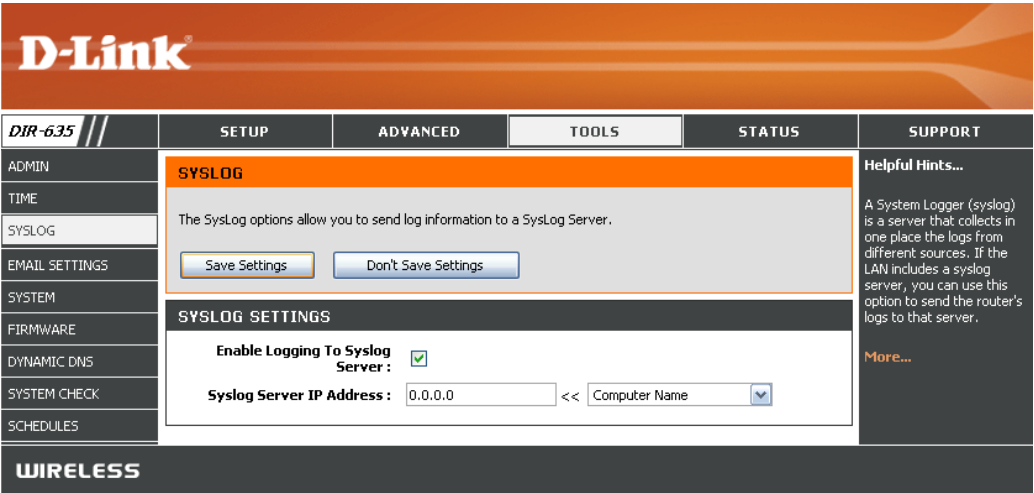 D-Link®
DIR-635
SETUP
ADVANCED
TOOLS
STATUS
SUPPORT
ADMIN
TIME
SYSLOG
EMAIL SETTINGS
SYSTEM
FIRMWARE
DYNAMIC DNS
SYSTEM CHECK
SCHEDULES
SYSLOG
The SysLog options allow you to send log information to a SysLog Server.
Save Settings
Don't Save Settings
SYSLOG SETTINGS
Enable Logging To Syslog
Server :
Syslog Server IP Address :
0.0.0.0
<<
Computer Name
Helpful Hints...
A System Logger (syslog)
is a server that collects in
one place the logs from
different sources. If the
LAN includes a syslog
server, you can use this
option to send the router's
logs to that server.
More...
WIRELESS